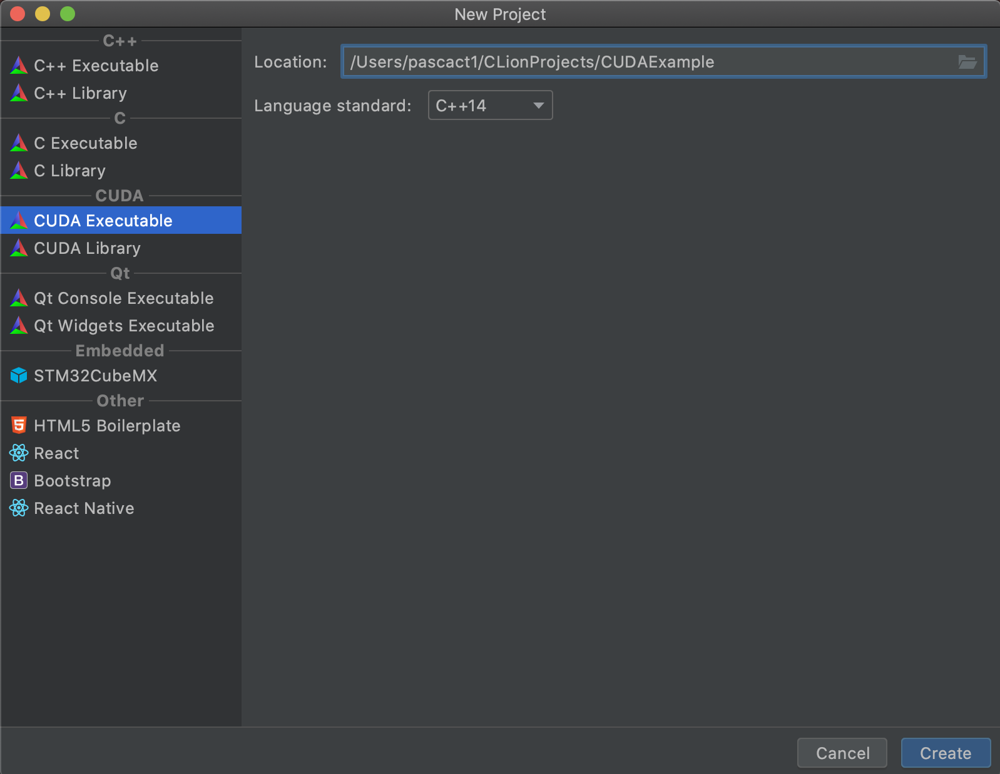 New Project
C++
C++ Executable
C++ Library
C
C Executable
C Library
CUDA
CUDA Executable
CUDA Library
Qt
Qt Console Executable
Qt Widgets Executable
Embedded
STM32CubeMX
Other
5 HTML5 Boilerplate
React
B Bootstrap
React Native
Location: /Users/pascact1/CLionProjects/CUDAExample
Language standard: C++14
Cancel Create